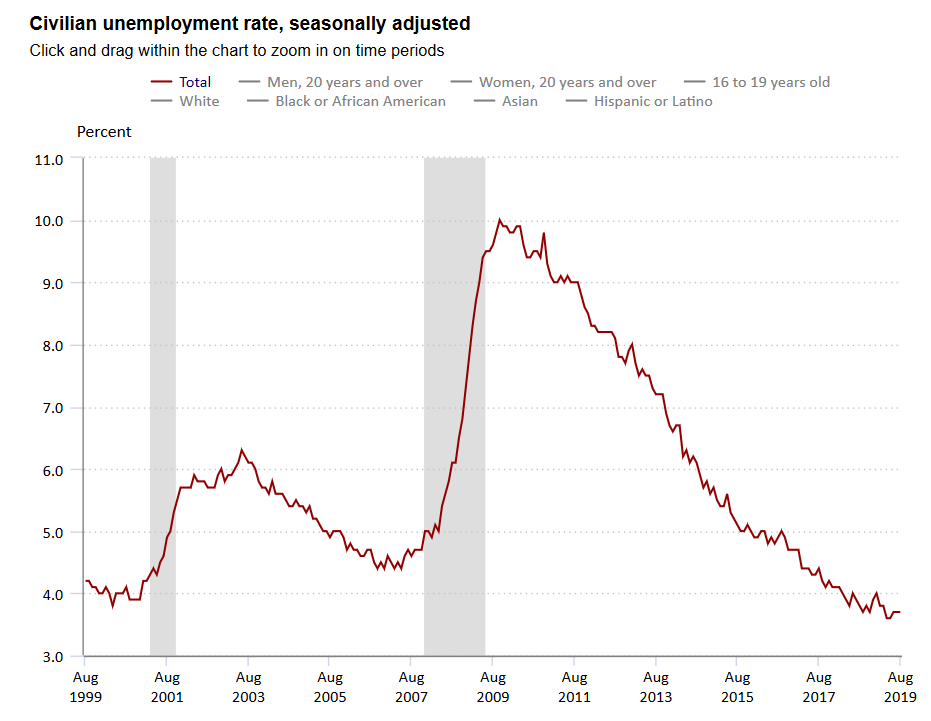 Civilian unemployment rate, seasonally adjusted
Click and drag within the chart to zoom in on time periods
Total Men, 20 years and over Women, 20 years and over 16 to 19 years old
White Black or African American Asian Hispanic or Latino
Percent
11.0
10.0
9.0
8.0
7.0
6.0
5.0
4.0
3.0
Aug Aug Aug Aug Aug Aug Aug Aug Aug Aug Aug
1999 2001 2003 2005 2007 2009 2011 2013 2015 2017 2019